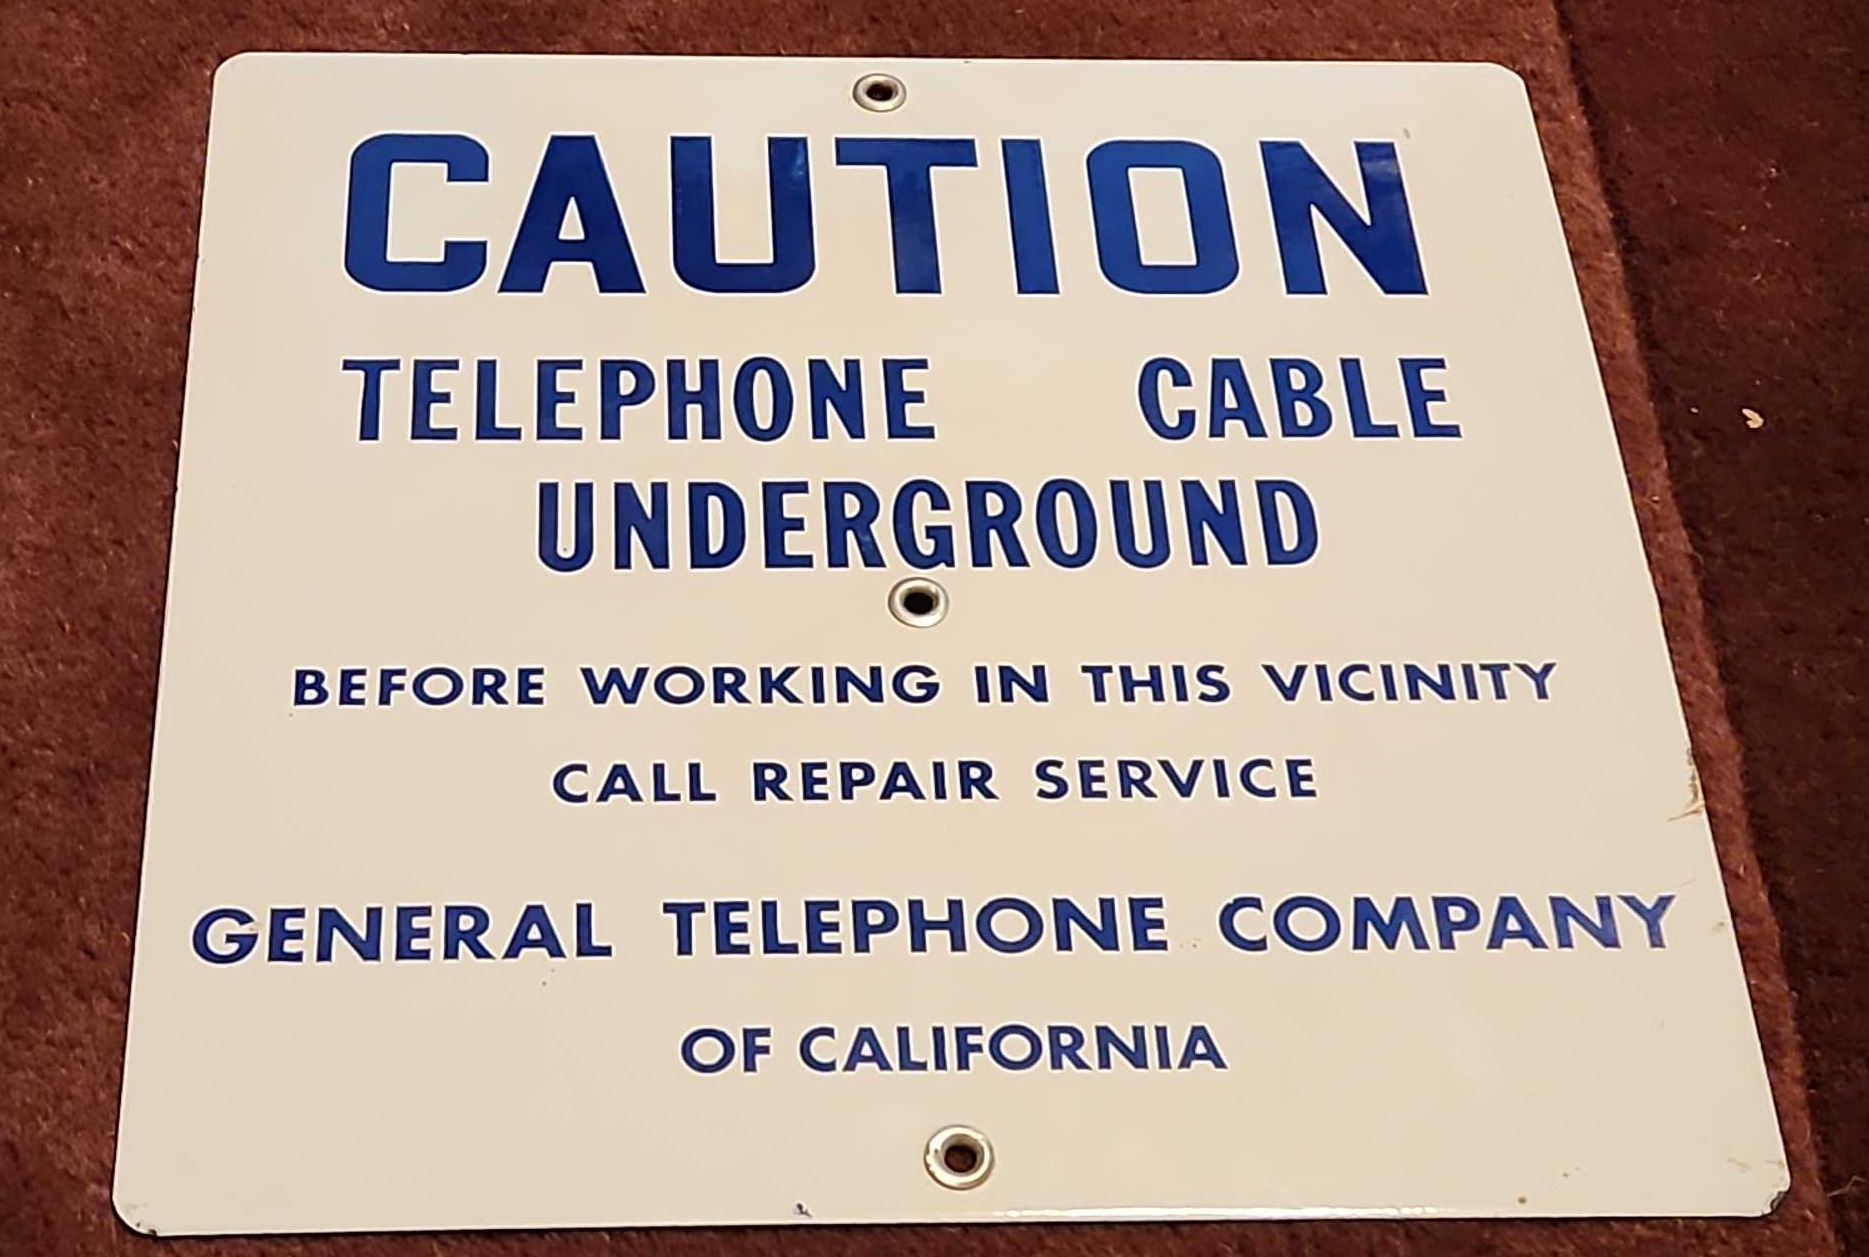 CAUTION
TELEPHONE CABLE
UNDERGROUND
BEFORE WORKING IN THIS VICINITY
CALL REPAIR SERVICE
GENERAL TELEPHONE COMPANY
OF CALIFORNIA